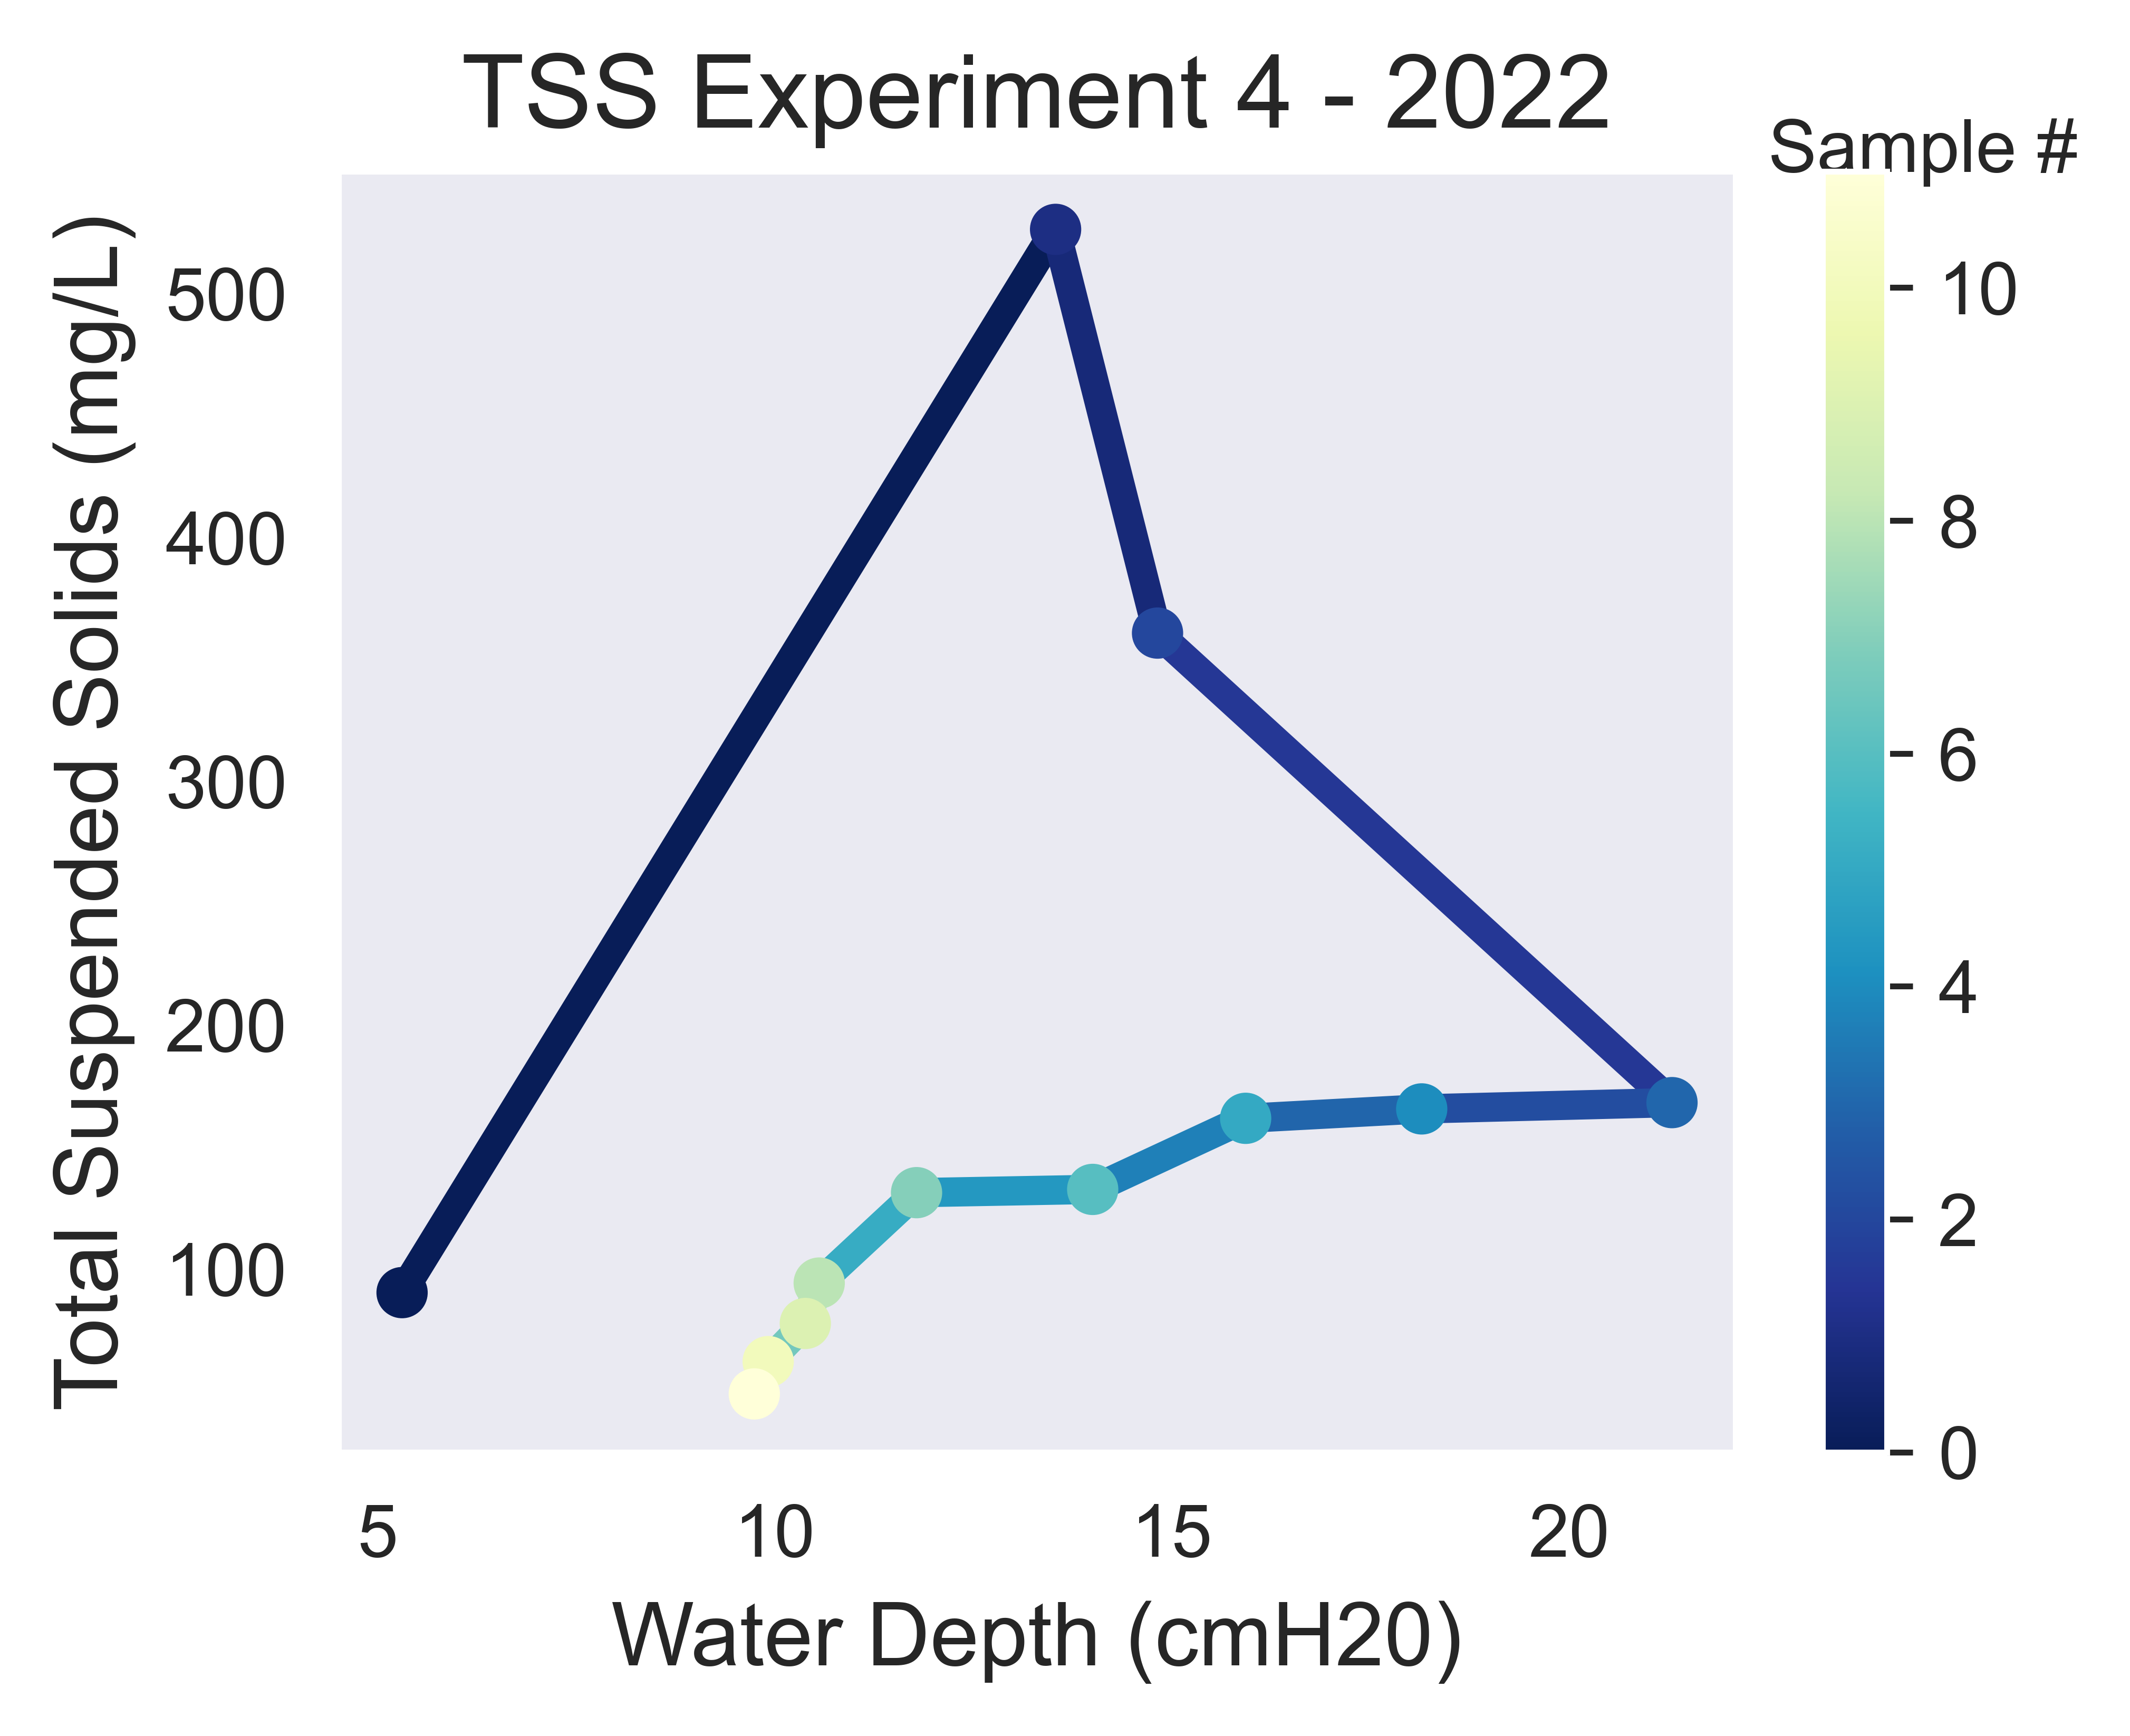 TSS Experiment 4 - 2022
Sample #
Total Suspended Solids (mg/L)
500
400
300
200
100
10
8
6
4
2
0
5 10 15 20
Water Depth (cmH20)